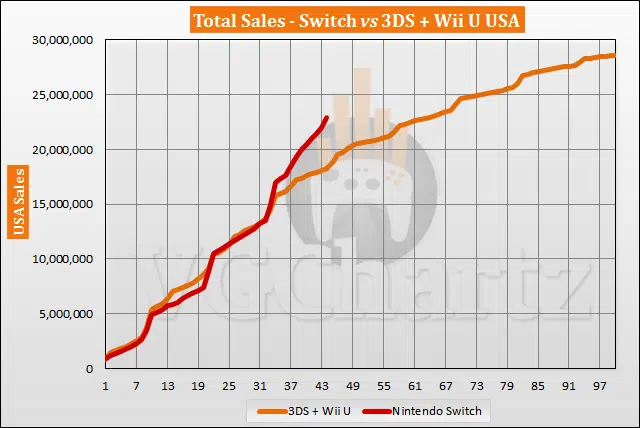 Total Sales - Switch vs 3DS + Wii U USA
30,000,000
25,000,000
20,000,000
15,000,000
10,000,000
5,000,000
0
USA Sales
1 7 13 19 25 31 37 43 49 55 61 67 73 79 85 91 97
VGChartz
3DS + Wii U Nintendo Switch